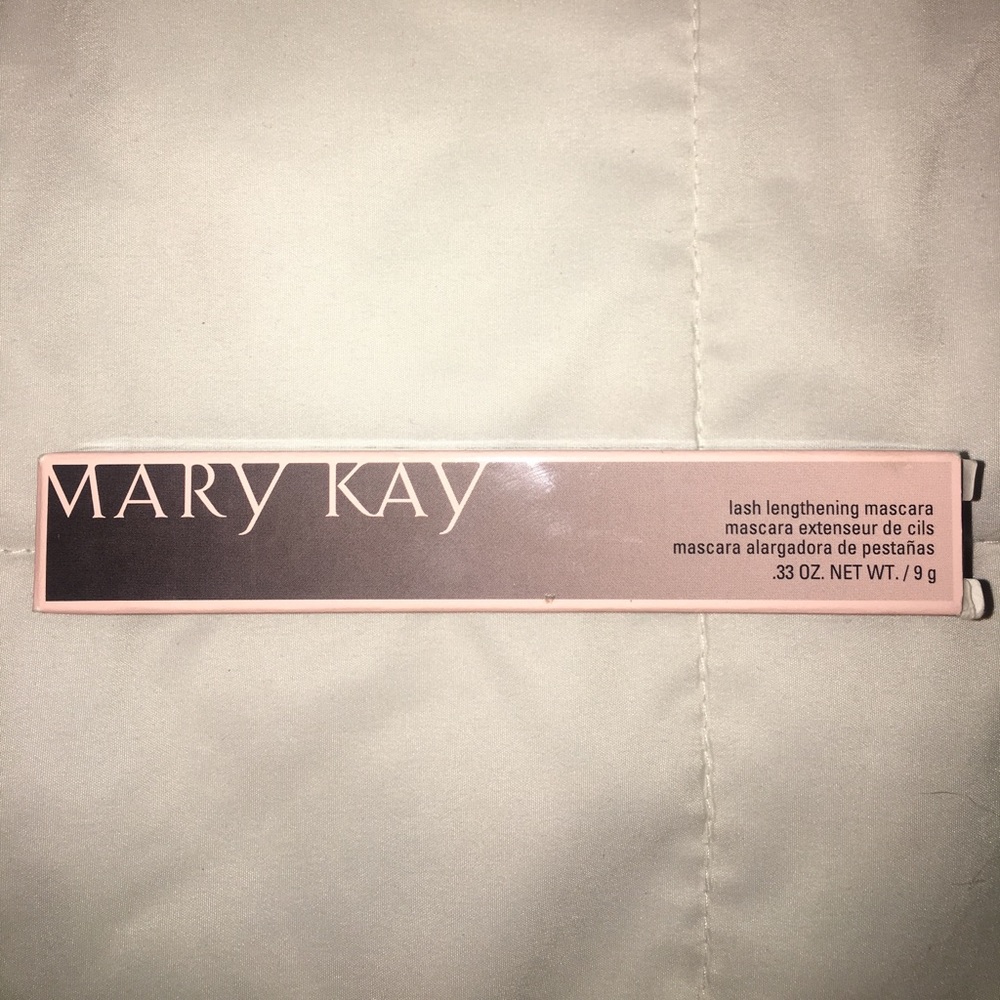 MARY KAY
lash lengthening mascara
mascara extenseur de cils
mascara alargadora de pestañas
.33 OZ. NET WT. / 9 g